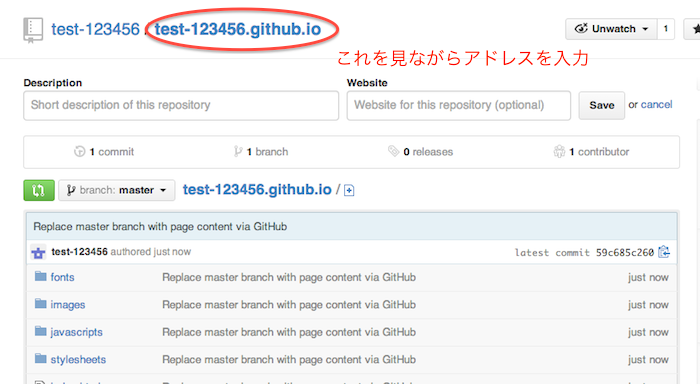 test-123456 / test-123456.github.io
Unwatch 1
これを見ながらアドレスを入力
Description
Website
Short description of this repository
Website for this repository (optional)
Save or cancel
1 commit
1 branch
0 releases
1 contributor
branch: master
test-123456.github.io /
Replace master branch with page content via GitHub
test-123456 authored just now
latest commit 59c685c260
fonts Replace master branch with page content via GitHub just now
images Replace master branch with page content via GitHub just now
javascripts Replace master branch with page content via GitHub just now
stylesheets Replace master branch with page content via GitHub just now